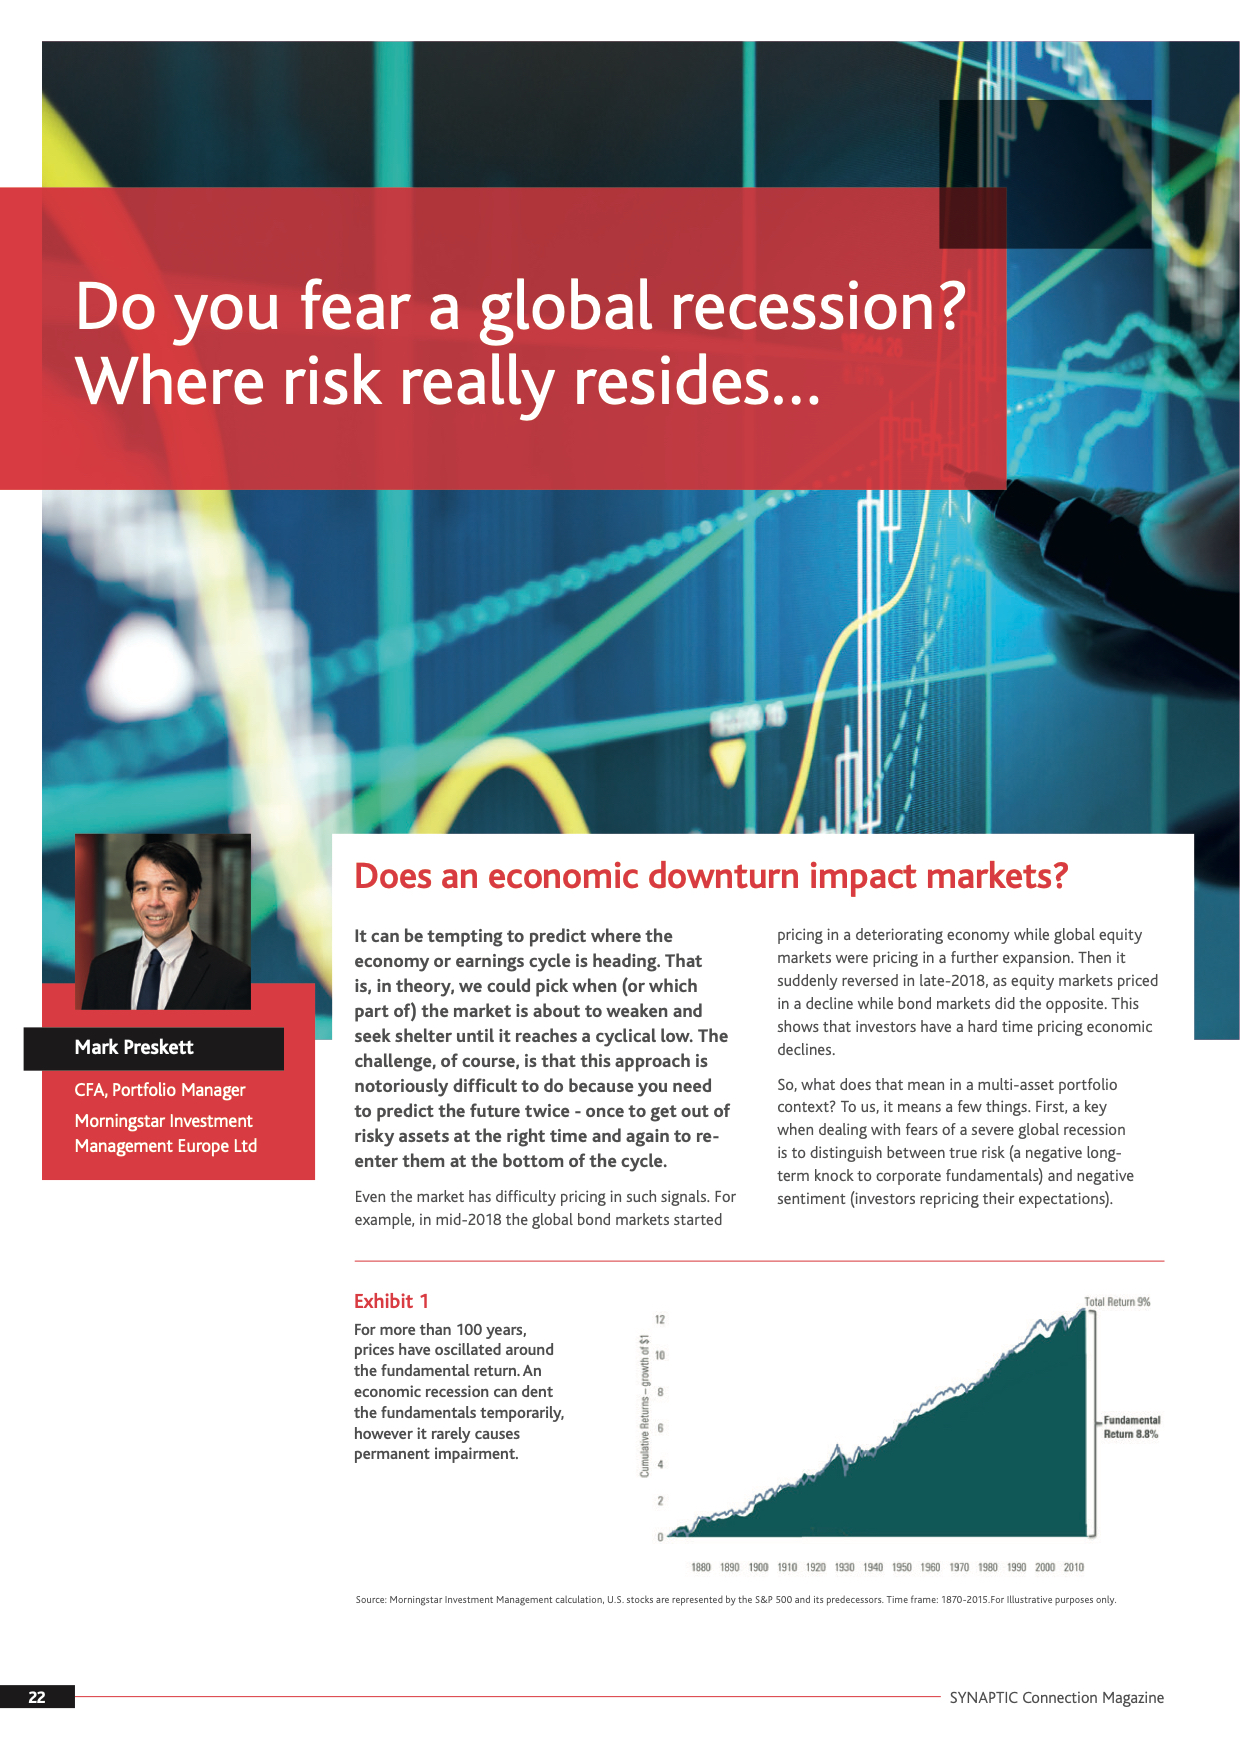 Do you fear a global recession?
Where risk really resides...
Mark Preskett
CFA, Portfolio Manager
Morningstar Investment
Management Europe Ltd
Does an economic downturn impact markets?
It can be tempting to predict where the
economy or earnings cycle is heading. That
is, in theory, we could pick when (or which
part of) the market is about to weaken and
seek shelter until it reaches a cyclical low. The
challenge, of course, is that this approach is
notoriously difficult to do because you need
to predict the future twice - once to get out of
risky assets at the right time and again to re-
enter them at the bottom of the cycle.
Even the market has difficulty pricing in such signals. For
example, in mid-2018 the global bond markets started
pricing in a deteriorating economy while global equity
markets were pricing in a further expansion. Then it
suddenly reversed in late-2018, as equity markets priced
in a decline while bond markets did the opposite. This
shows that investors have a hard time pricing economic
declines.
So, what does that mean in a multi-asset portfolio
context? To us, it means a few things. First, a key
when dealing with fears of a severe global recession
is to distinguish between true risk (a negative long-
term knock to corporate fundamentals) and negative
sentiment (investors repricing their expectations).
Exhibit 1
For more than 100 years,
prices have oscillated around
the fundamental return. An
economic recession can dent
the fundamentals temporarily,
however it rarely causes
permanent impairment.
Total Return 9%
Cumulative Returns – growth of $1
12
10
8
6
4
2
0
Fundamental
Return 8.8%
1880 1890 1900 1910 1920 1930 1940 1950 1960 1970 1980 1990 2000 2010
Source: Morningstar Investment Management calculation, U.S. stocks are represented by the S&P 500 and its predecessors. Time frame: 1870-2015.For Illustrative purposes only.
22
SYNAPTIC Connection Magazine